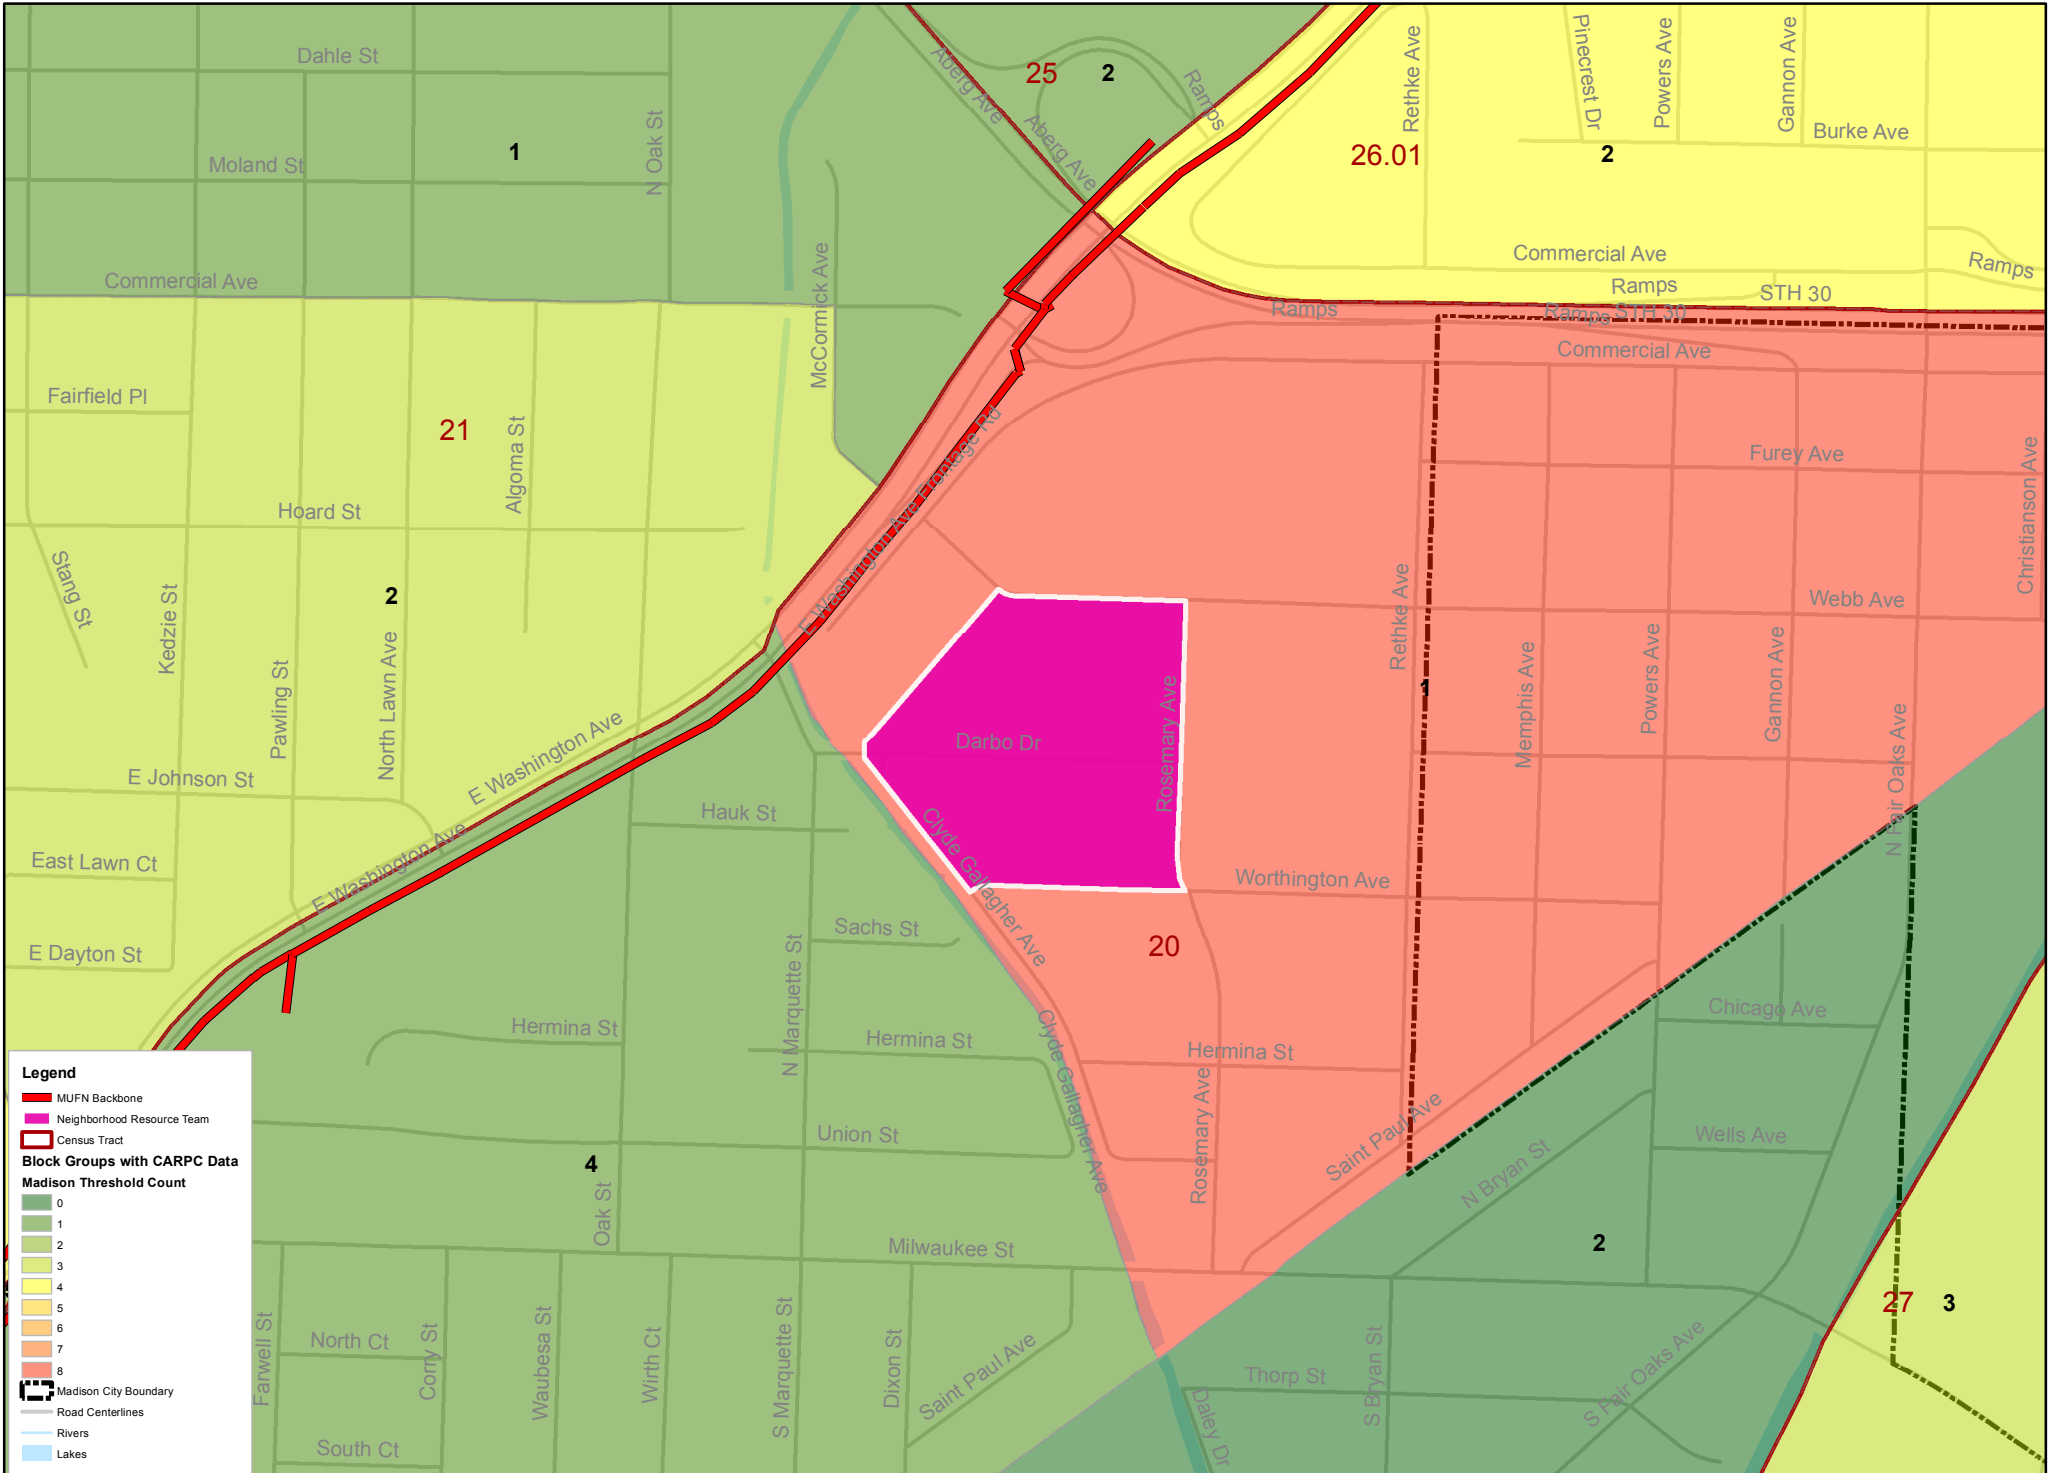 Dahle St
Aberg Ave
25
2
Ramps
Rethke Ave
Pinecrest Dr
Powers Ave
Gannon Ave
Burke Ave
Moland St
1
N Oak St
Aberg Ave
26.01
2
Commercial Ave
McCormick Ave
Commercial Ave
Ramps
Ramps
STH 30
Ramps
Ramps
STH 30
Commercial Ave
Fairfield Pl
21
Algoma St
E Washington Ave Frontage Rd
Furey Ave
Christianson Ave
Hoard St
Stang St
Kedzie St
2
North Lawn Ave
Pawling St
Rethke Ave
Webb Ave
1
Memphis Ave
Powers Ave
Gannon Ave
N Fair Oaks Ave
E Washington Ave
Darbo Dr
Rosemary Ave
E Johnson St
Hauk St
Clyde Gallagher Ave
E Washington Ave
East Lawn Ct
Worthington Ave
E Dayton St
Sachs St
20
N Marquette St
Hermina St
Hermina St
Clyde Gallagher Ave
Hermina St
Chicago Ave
Rosemary Ave
Saint Paul Ave
N Bryan St
Wells Ave
Union St
4
Oak St
Milwaukee St
2
27
3
Farwell St
North Ct
Corry St
Waubesa St
Wirth Ct
S Marquette St
Dixon St
Saint Paul Ave
Daley Dr
Thorp St
S Bryan St
S Fair Oaks Ave
South Ct
Legend
MUFN Backbone
Neighborhood Resource Team
Census Tract
Block Groups with CARPC Data
Madison Threshold Count
0
1
2
3
4
5
6
7
8
Madison City Boundary
Road Centerlines
Rivers
Lakes